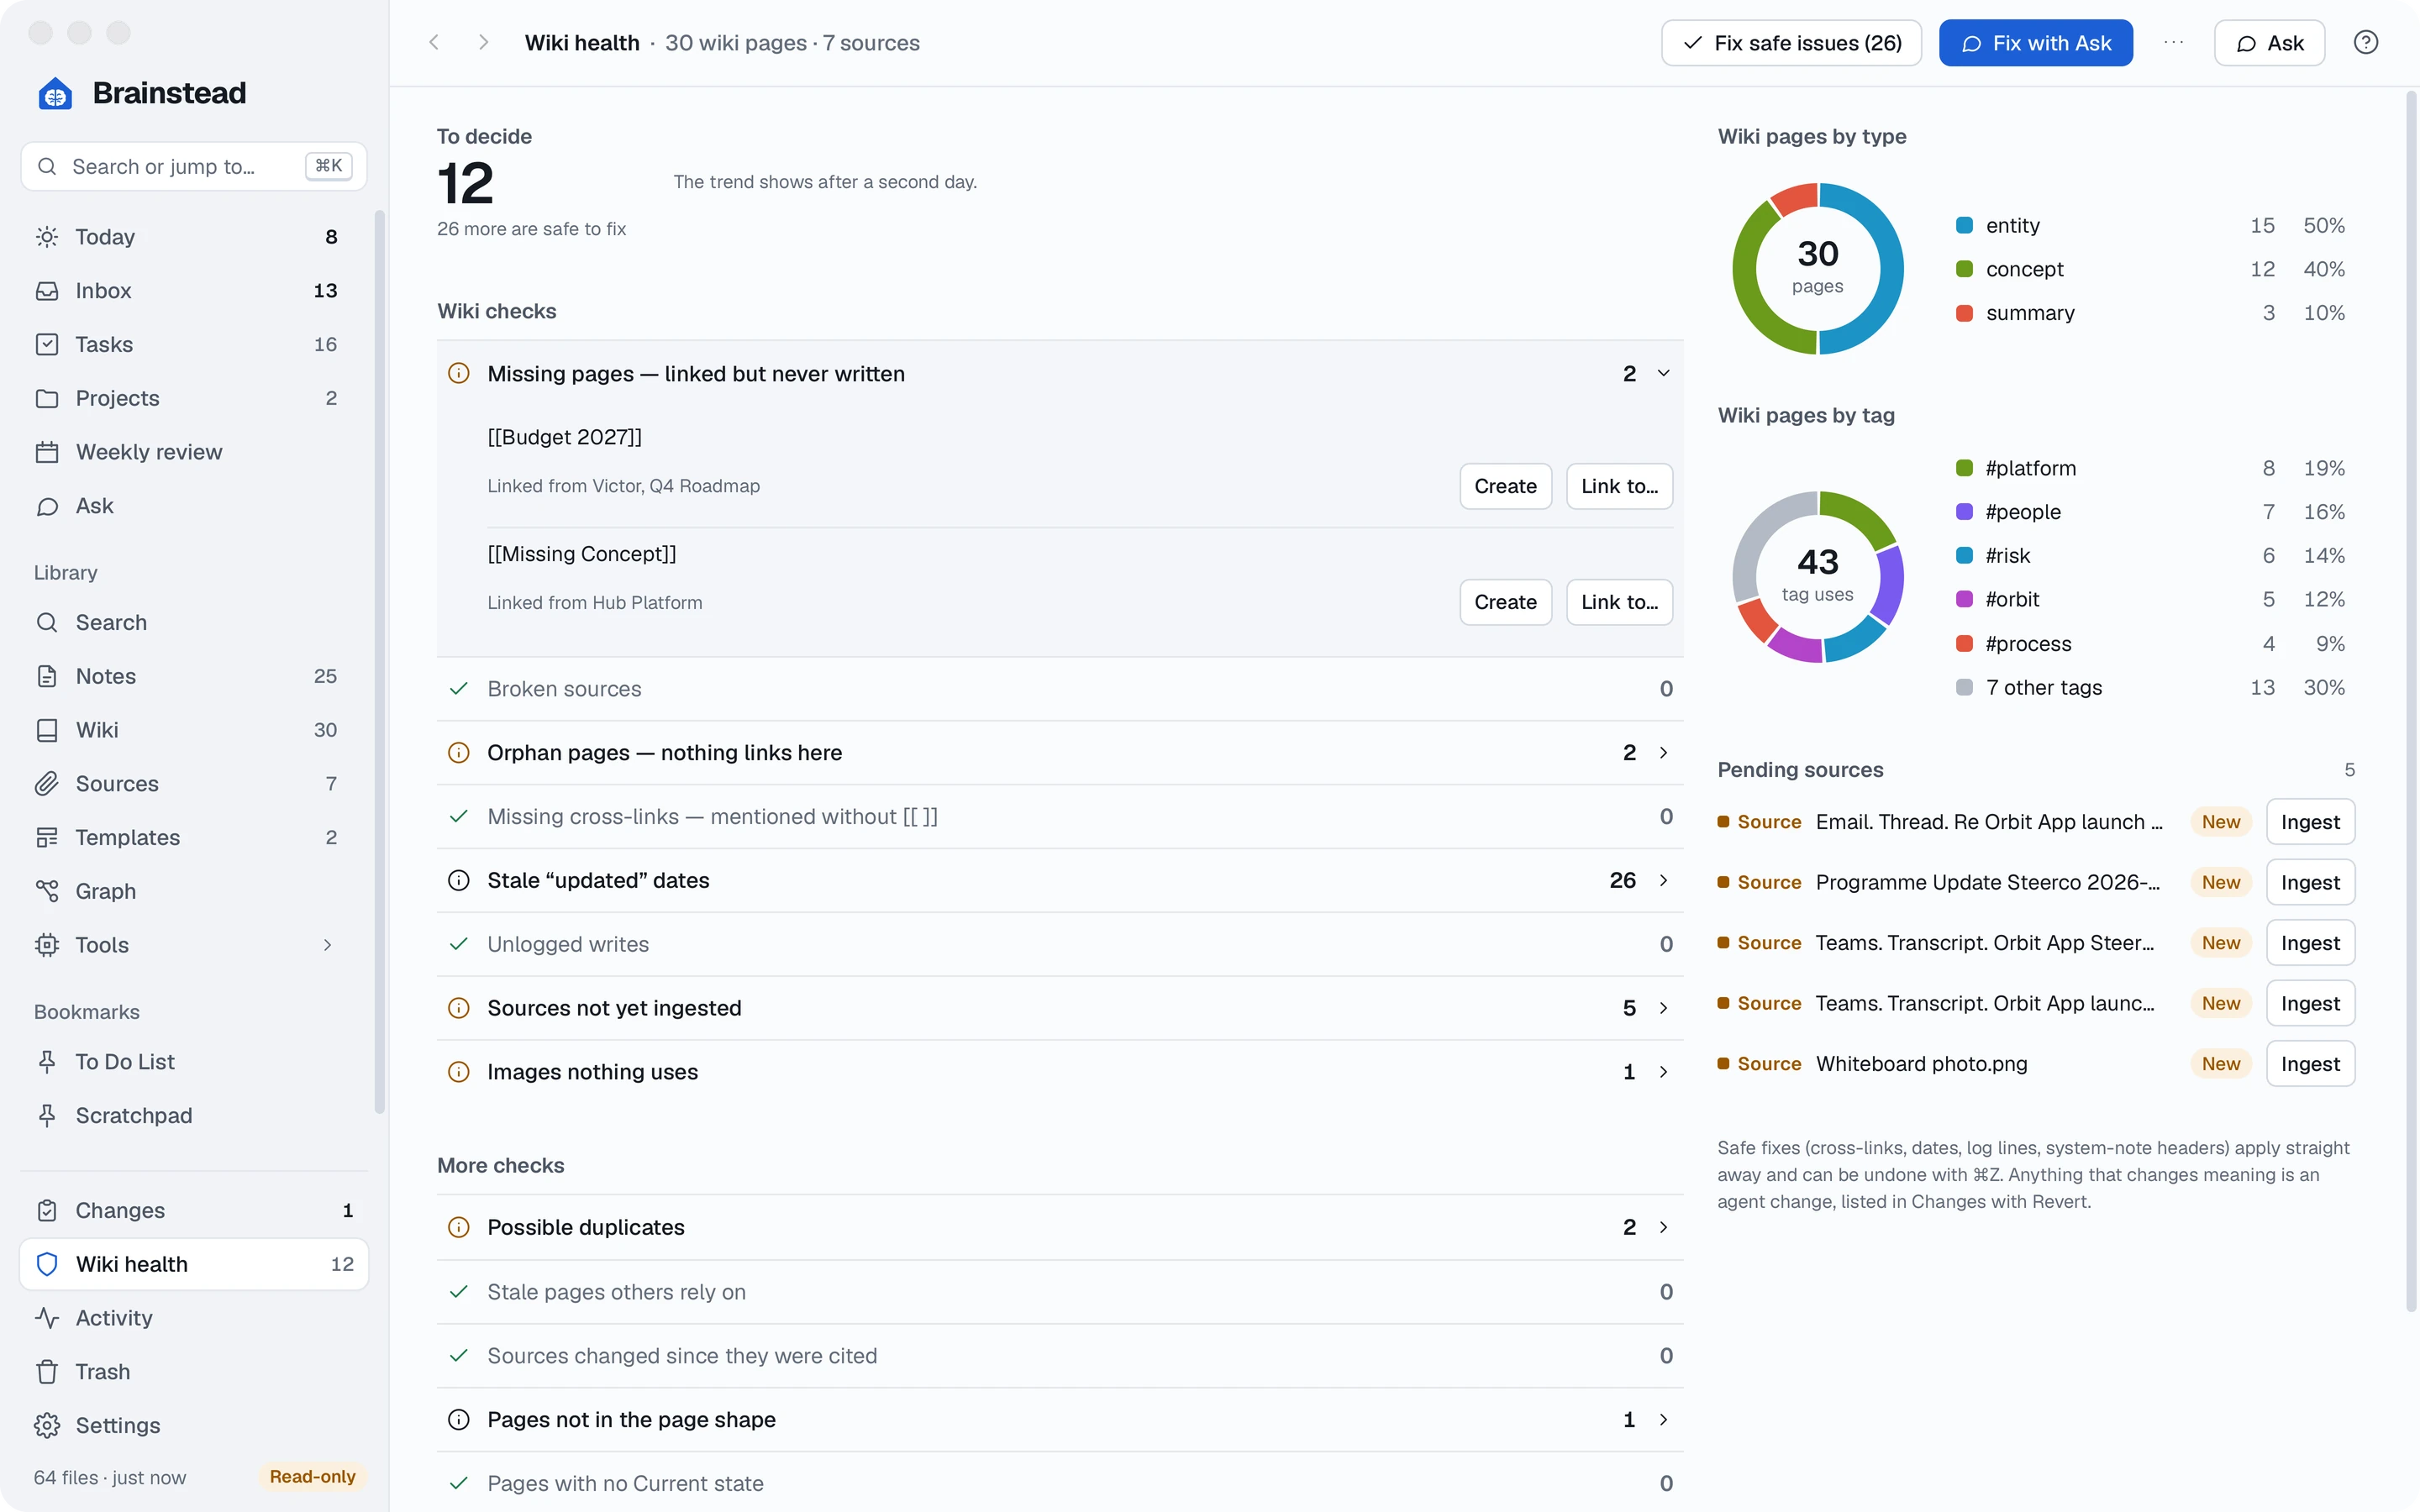 Brainstead
Search or jump to… ⌘K
Today 8
Inbox 13
Tasks 16
Projects 2
Weekly review
Ask
Library
Search
Notes 25
Wiki 30
Sources 7
Templates 2
Graph
Tools
Bookmarks
To Do List
Scratchpad
Changes 1
Wiki health 12
Activity
Trash
Settings
64 files · just now Read-only
Wiki health · 30 wiki pages · 7 sources
Fix safe issues (26) Fix with Ask ··· Ask ?
To decide
12
The trend shows after a second day.
26 more are safe to fix
Wiki checks
Missing pages — linked but never written 2
[[Budget 2027]]
Linked from Victor, Q4 Roadmap Create Link to…
[[Missing Concept]]
Linked from Hub Platform Create Link to…
Broken sources 0
Orphan pages — nothing links here 2
Missing cross-links — mentioned without [[ ]] 0
Stale “updated” dates 26
Unlogged writes 0
Sources not yet ingested 5
Images nothing uses 1
More checks
Possible duplicates 2
Stale pages others rely on 0
Sources changed since they were cited 0
Pages not in the page shape 1
Pages with no Current state 0
Wiki pages by type
30
pages
entity 15 50%
concept 12 40%
summary 3 10%
Wiki pages by tag
43
tag uses
#platform 8 19%
#people 7 16%
#risk 6 14%
#orbit 5 12%
#process 4 9%
7 other tags 13 30%
Pending sources 5
Source Email. Thread. Re Orbit App launch … New Ingest
Source Programme Update Steerco 2026-… New Ingest
Source Teams. Transcript. Orbit App Steer… New Ingest
Source Teams. Transcript. Orbit App launc… New Ingest
Source Whiteboard photo.png New Ingest
Safe fixes (cross-links, dates, log lines, system-note headers) apply straight
away and can be undone with ⌘Z. Anything that changes meaning is an
agent change, listed in Changes with Revert.